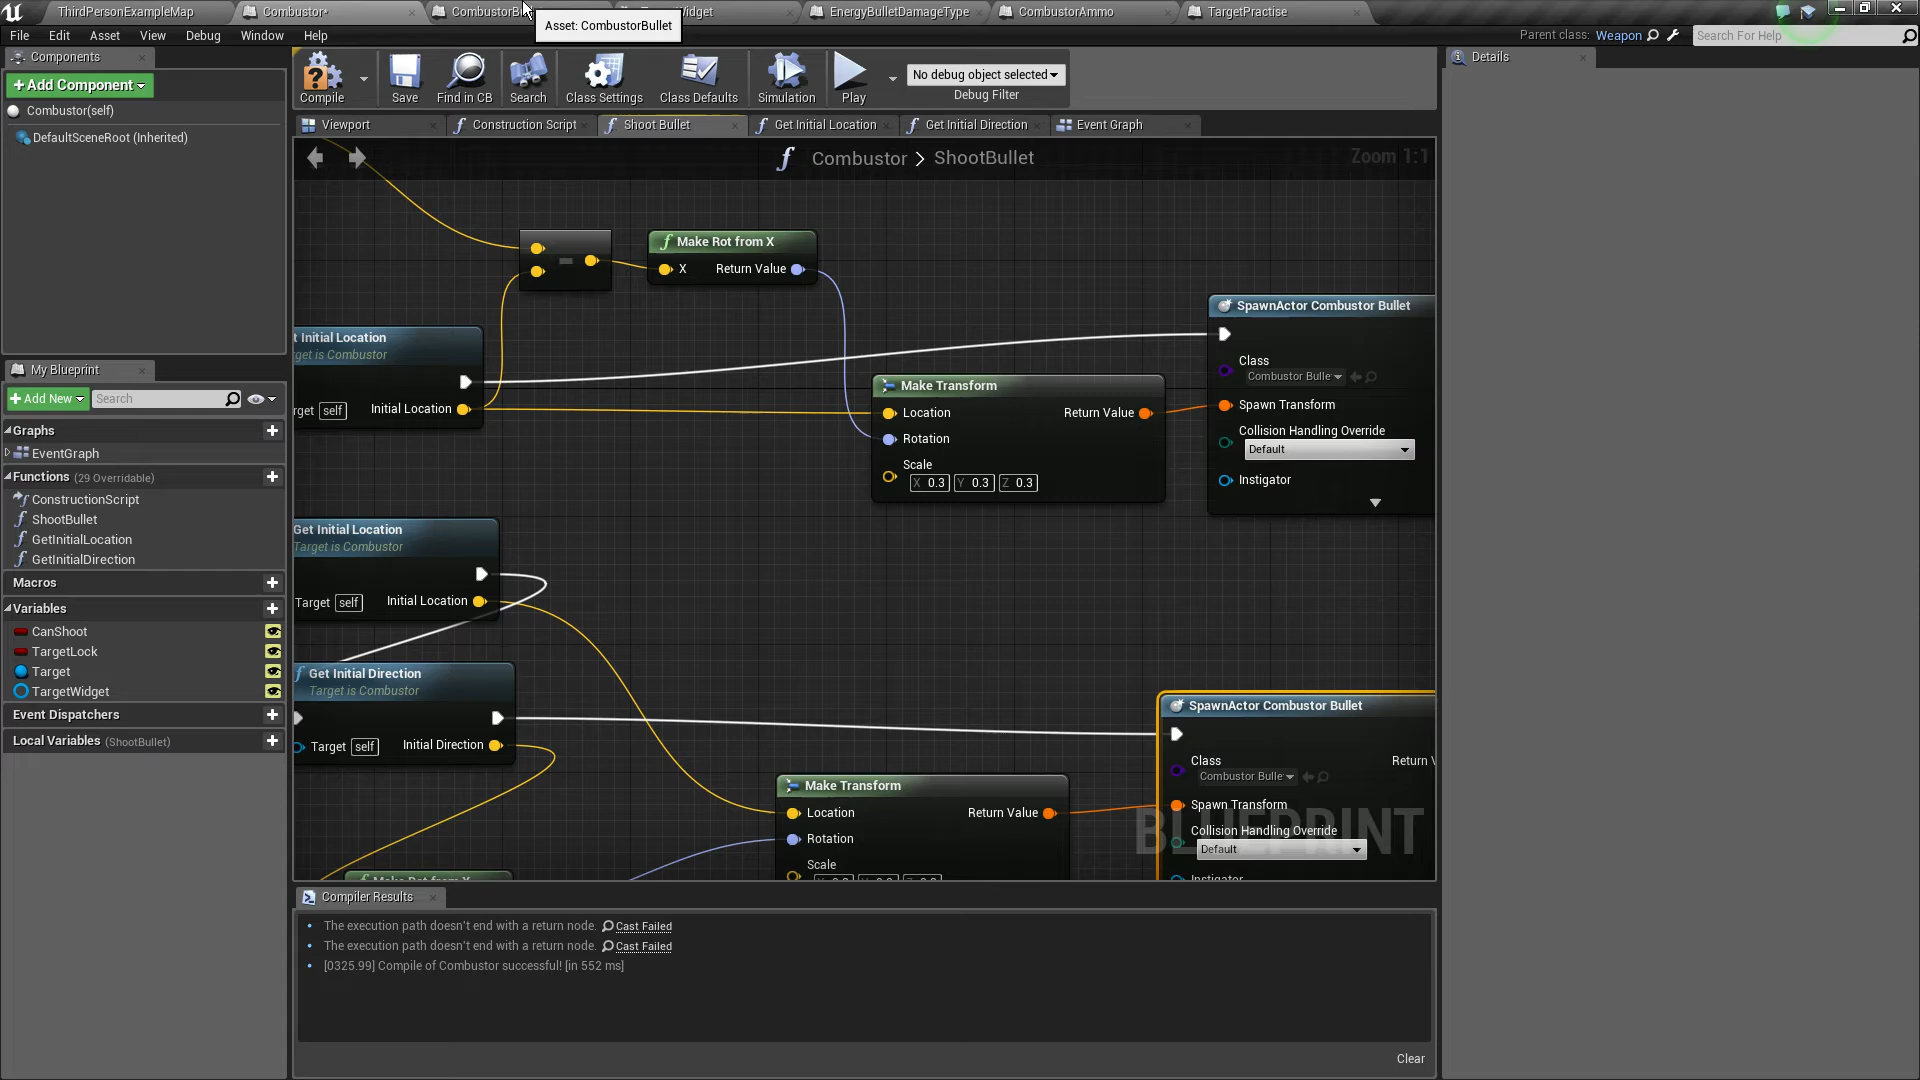 ThirdPersonExampleMap
Combustor*
CombustorBu
Widget
EnergyBulletDamageType
CombustorAmmo
TargetPractise
Asset: CombustorBullet
File Edit Asset View Debug Window Help
Parent class: Weapon
Search For Help
Components
+Add Component
Combustor(self)
DefaultSceneRoot (Inherited)
Compile
Save
Find in CB
Search
Class Settings
Class Defaults
Simulation
Play
No debug object selected
Debug Filter
Details
Viewport
Construction Script
Shoot Bullet
Get Initial Location
Get Initial Direction
Event Graph
Combustor > ShootBullet
Zoom 1:1
My Blueprint
+Add New
Search
Graphs
EventGraph
Functions (29 Overridable)
ConstructionScript
ShootBullet
GetInitialLocation
GetInitialDirection
Macros
Variables
CanShoot
TargetLock
Target
TargetWidget
Event Dispatchers
Local Variables (ShootBullet)
Make Rot from X
X Return Value
t Initial Location
rget is Combustor
rget self Initial Location
Make Transform
Location Return Value
Rotation
Scale
X 0.3 Y 0.3 Z 0.3
SpawnActor Combustor Bullet
Class
Combustor Bulle
Spawn Transform
Collision Handling Override
Default
Instigator
Get Initial Location
Target is Combustor
Target self Initial Location
Get Initial Direction
Target is Combustor
Target self Initial Direction
Make Transform
Location Return Value
Rotation
Scale
SpawnActor Combustor Bullet
Class Return V
Combustor Bulle
Spawn Transform
Collision Handling Override
Default
Instigator
BLUEPRINT
Make Rot from X
Compiler Results
The execution path doesn't end with a return node. Cast Failed
The execution path doesn't end with a return node. Cast Failed
[0325.99] Compile of Combustor successful! [in 552 ms]
Clear